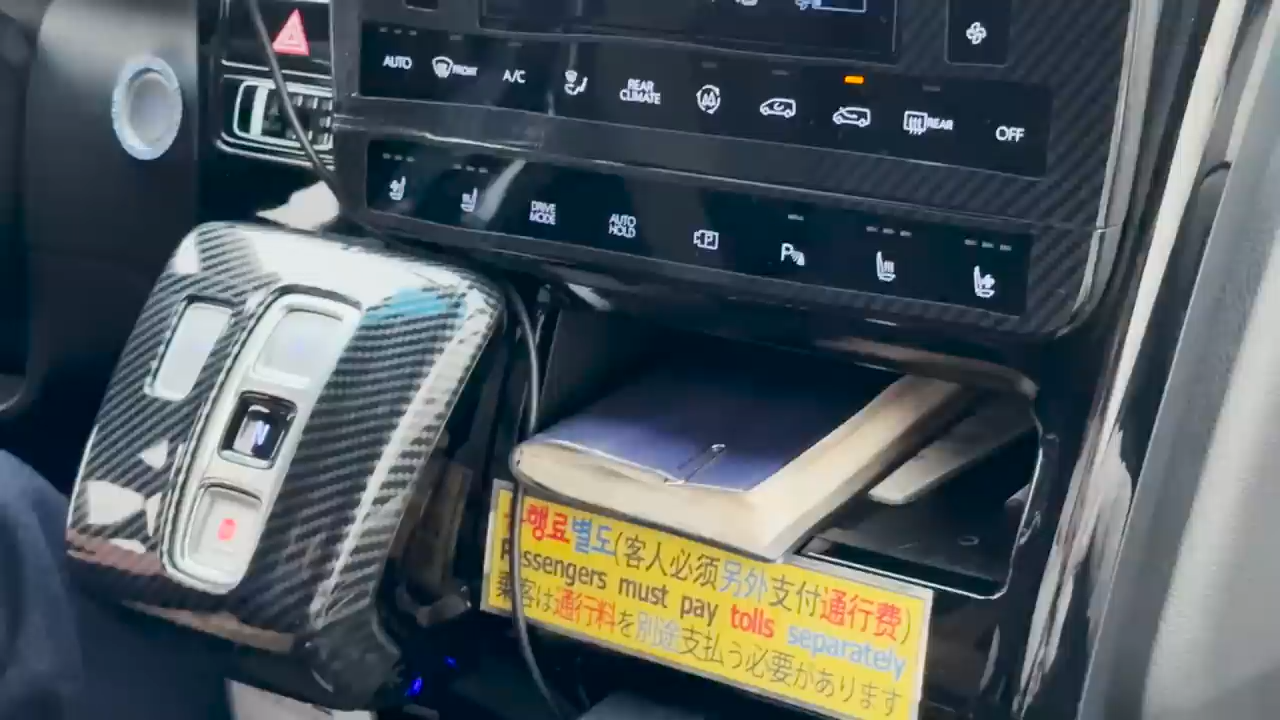 AUTO FRONT A/C REAR CLIMATE REAR OFF
DRIVE MODE AUTO HOLD P P
N
통행료별도(客人必须另外支付通行费)
Passengers must pay tolls separately
乘客は通行料を別途支払う必要があります